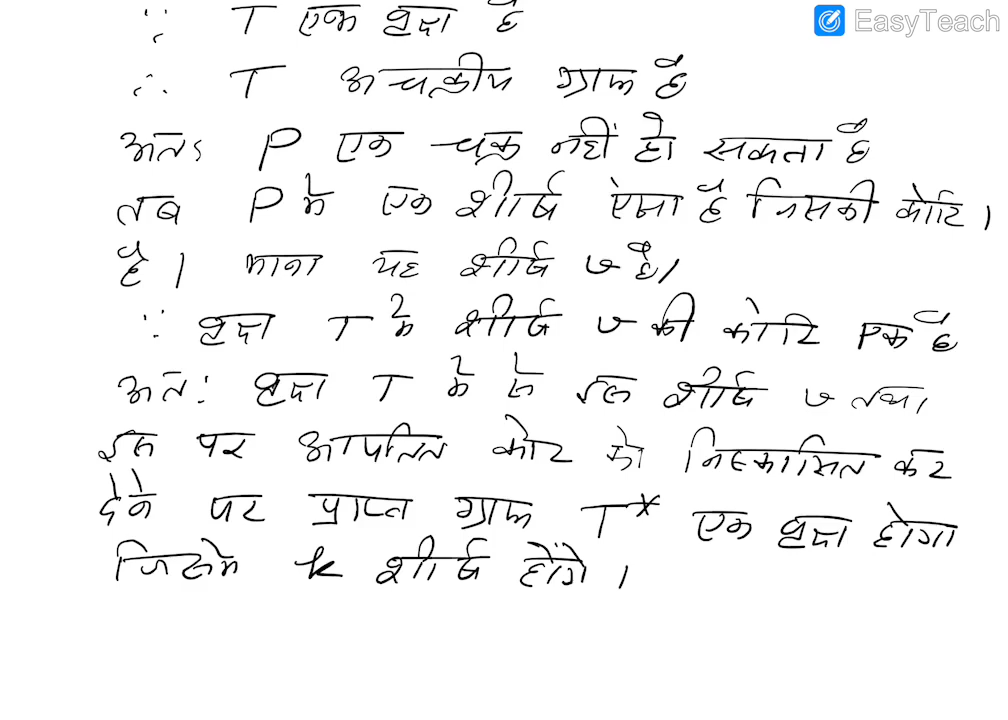 EasyTeach
∵ T एक वृक्ष है
∴ T अचक्रीय ग्राफ है
अतः P एक चक्र नहीं हो सकता है
तब P में एक शीर्ष ऐसा है जिसकी कोटि 1
है। माना यह शीर्ष v है।
∵ वृक्ष T में शीर्ष v की कोटि एक है
अतः वृक्ष T में से इस शीर्ष v तथा
इस पर आपतित कोर को निष्कासित कर
देने पर प्राप्त ग्राफ T* एक वृक्ष होगा
जिसमें k शीर्ष होंगे।